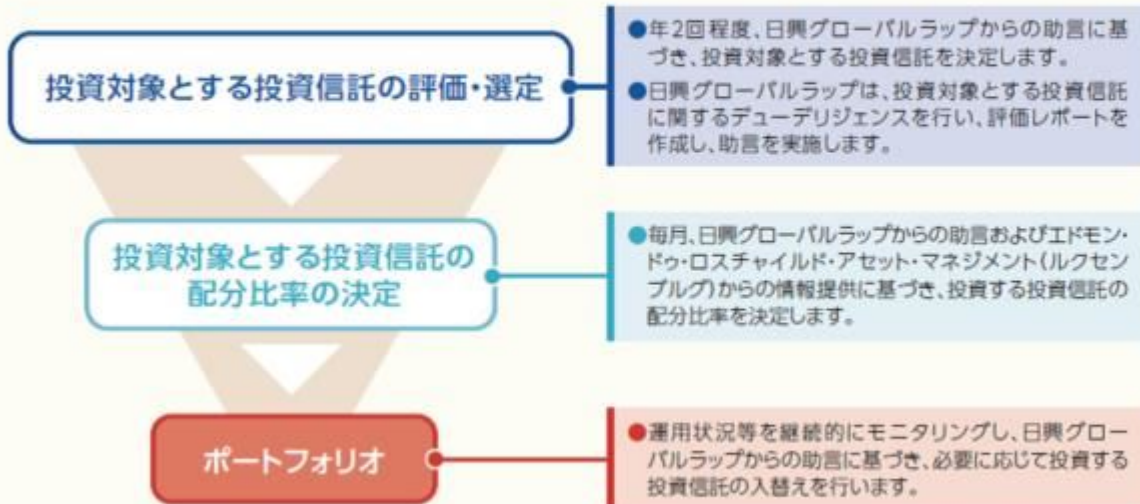 投資対象とする投資信託の評価・選定
●年2回程度、日興グローバルラップからの助言に基
づき、投資対象とする投資信託を決定します。
●日興グローバルラップは、投資対象とする投資信託
に関するデューデリジェンスを行い、評価レポートを
作成し、助言を実施します。
投資対象とする投資信託の
配分比率の決定
●毎月、日興グローバルラップからの助言およびエドモン・
ドゥ・ロスチャイルド・アセット・マネジメント(ルクセン
ブルグ)からの情報提供に基づき、投資する投資信託の
配分比率を決定します。
ポートフォリオ
●運用状況等を継続的にモニタリングし、日興グロー
バルラップからの助言に基づき、必要に応じて投資する
投資信託の入替えを行います。